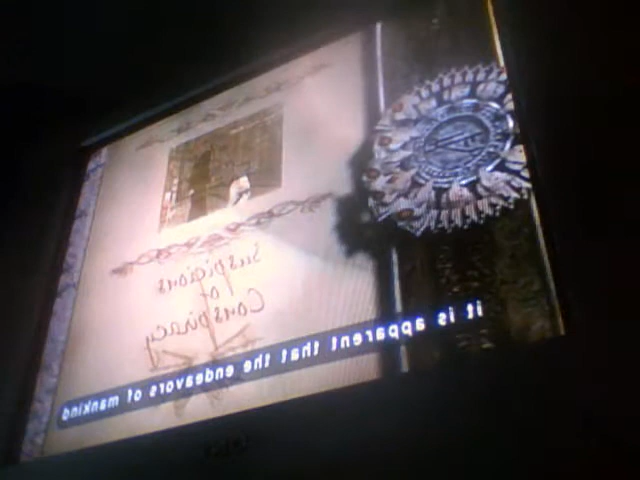 Suspicions
of
Conspiracy
it is apparent that the endeavors of mankind